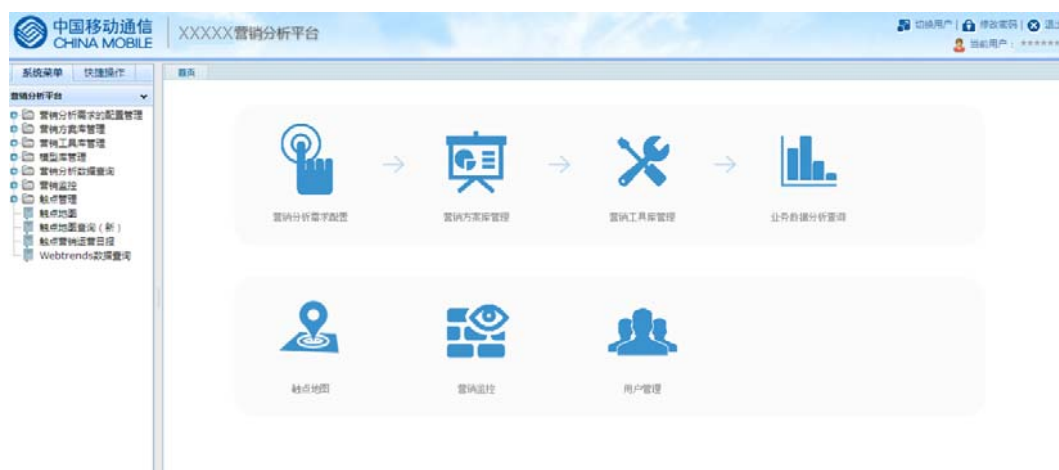 中国移动通信
CHINA MOBILE
XXXXX营销分析平台
切换用户 | 修改密码 | 退出
当前用户： ******
系统菜单 快捷操作
首页
营销分析平台
营销分析需求的配置管理
营销方案库管理
营销工具库管理
模型库管理
营销分析数据查询
营销监控
触点管理
触点地图
触点地图查询（新）
触点营销运营日报
Webtrends数据查询
营销分析需求配置
营销方案库管理
营销工具库管理
业务数据分析查询
触点地图
营销监控
用户管理